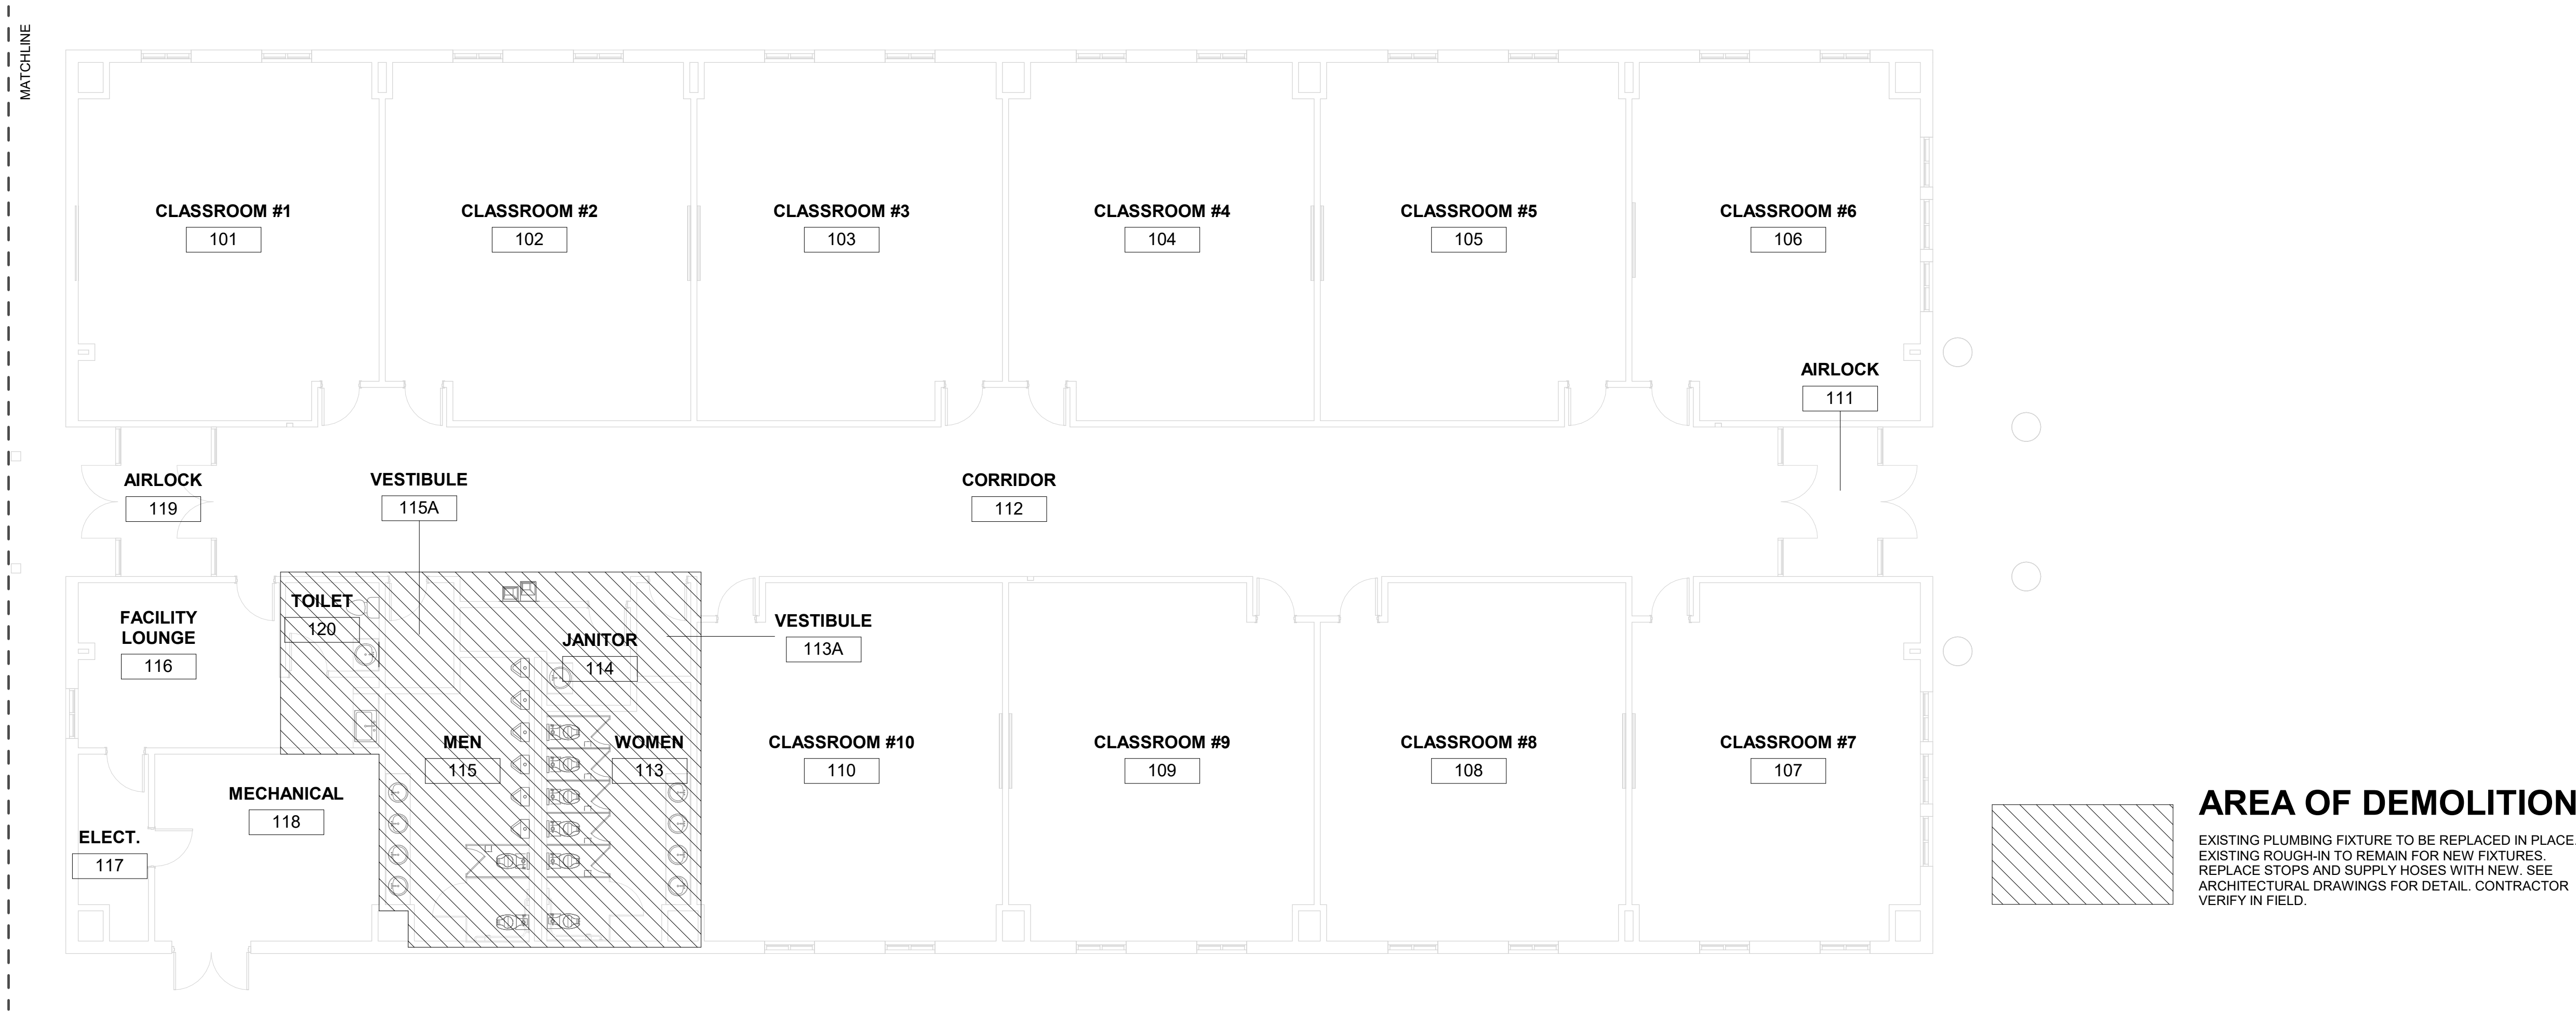 MATCHLINE
CLASSROOM #1
101
CLASSROOM #2
102
CLASSROOM #3
103
CLASSROOM #4
104
CLASSROOM #5
105
CLASSROOM #6
106
AIRLOCK
111
AIRLOCK
119
VESTIBULE
115A
CORRIDOR
112
FACILITY
LOUNGE
116
TOILET
120
JANITOR
114
VESTIBULE
113A
MEN
115
WOMEN
113
CLASSROOM #10
110
CLASSROOM #9
109
CLASSROOM #8
108
CLASSROOM #7
107
MECHANICAL
118
ELECT.
117
AREA OF DEMOLITION
EXISTING PLUMBING FIXTURE TO BE REPLACED IN PLACE.
EXISTING ROUGH-IN TO REMAIN FOR NEW FIXTURES.
REPLACE STOPS AND SUPPLY HOSES WITH NEW. SEE
ARCHITECTURAL DRAWINGS FOR DETAIL. CONTRACTOR
VERIFY IN FIELD.